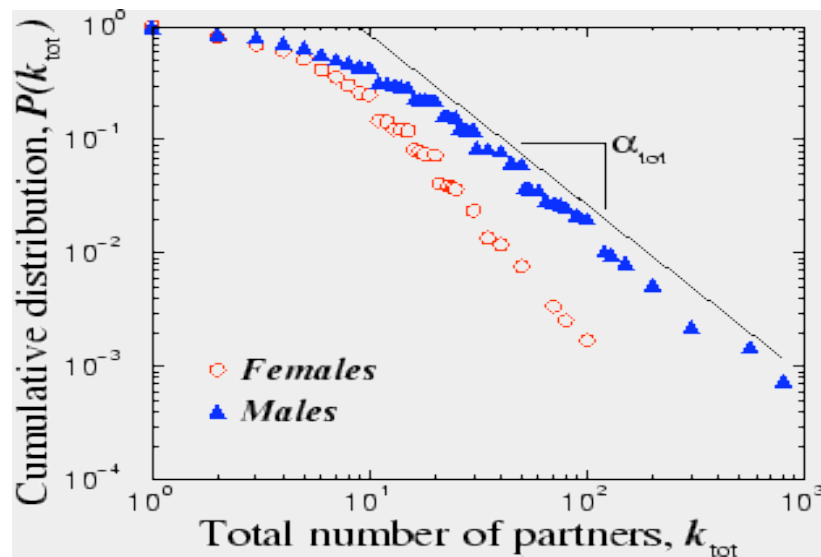 Cumulative distribution, P(k_tot)
10^0
10^-1
10^-2
10^-3
10^-4
α_tot
Females
Males
10^0 10^1 10^2 10^3
Total number of partners, k_tot